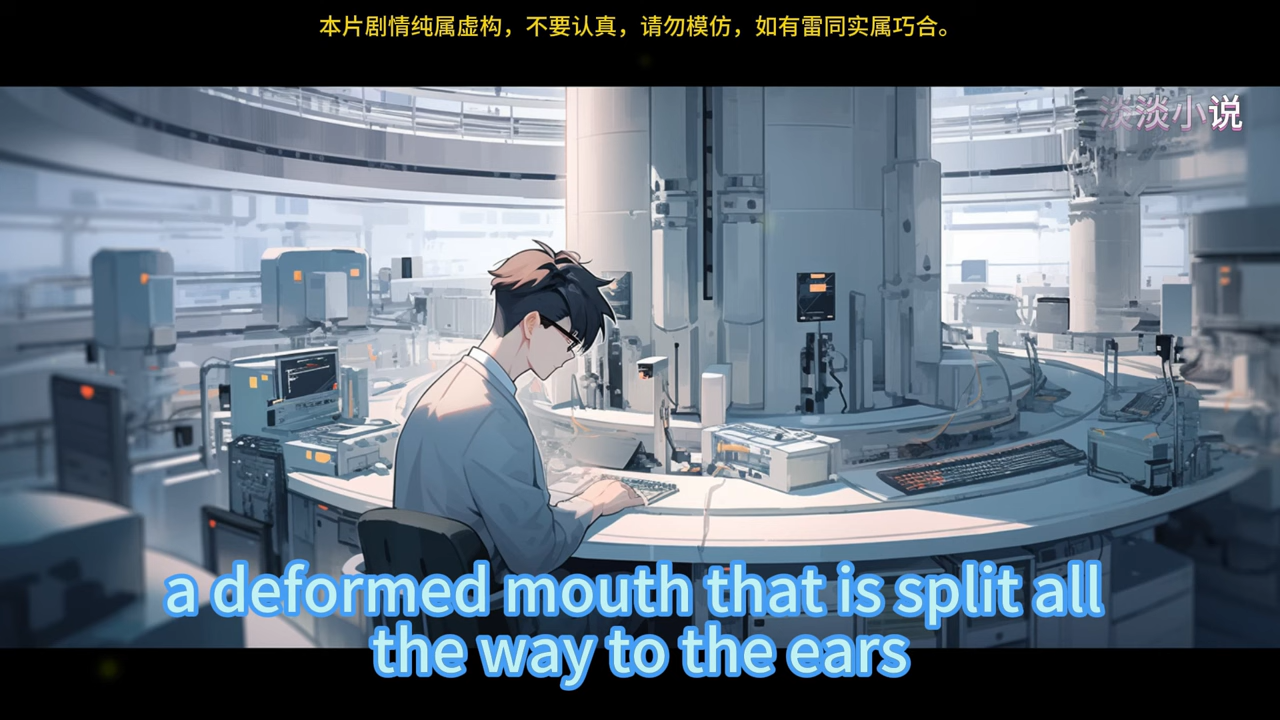 本片剧情纯属虚构，不要认真，请勿模仿，如有雷同实属巧合。
淡淡小说
a deformed mouth that is split all
the way to the ears